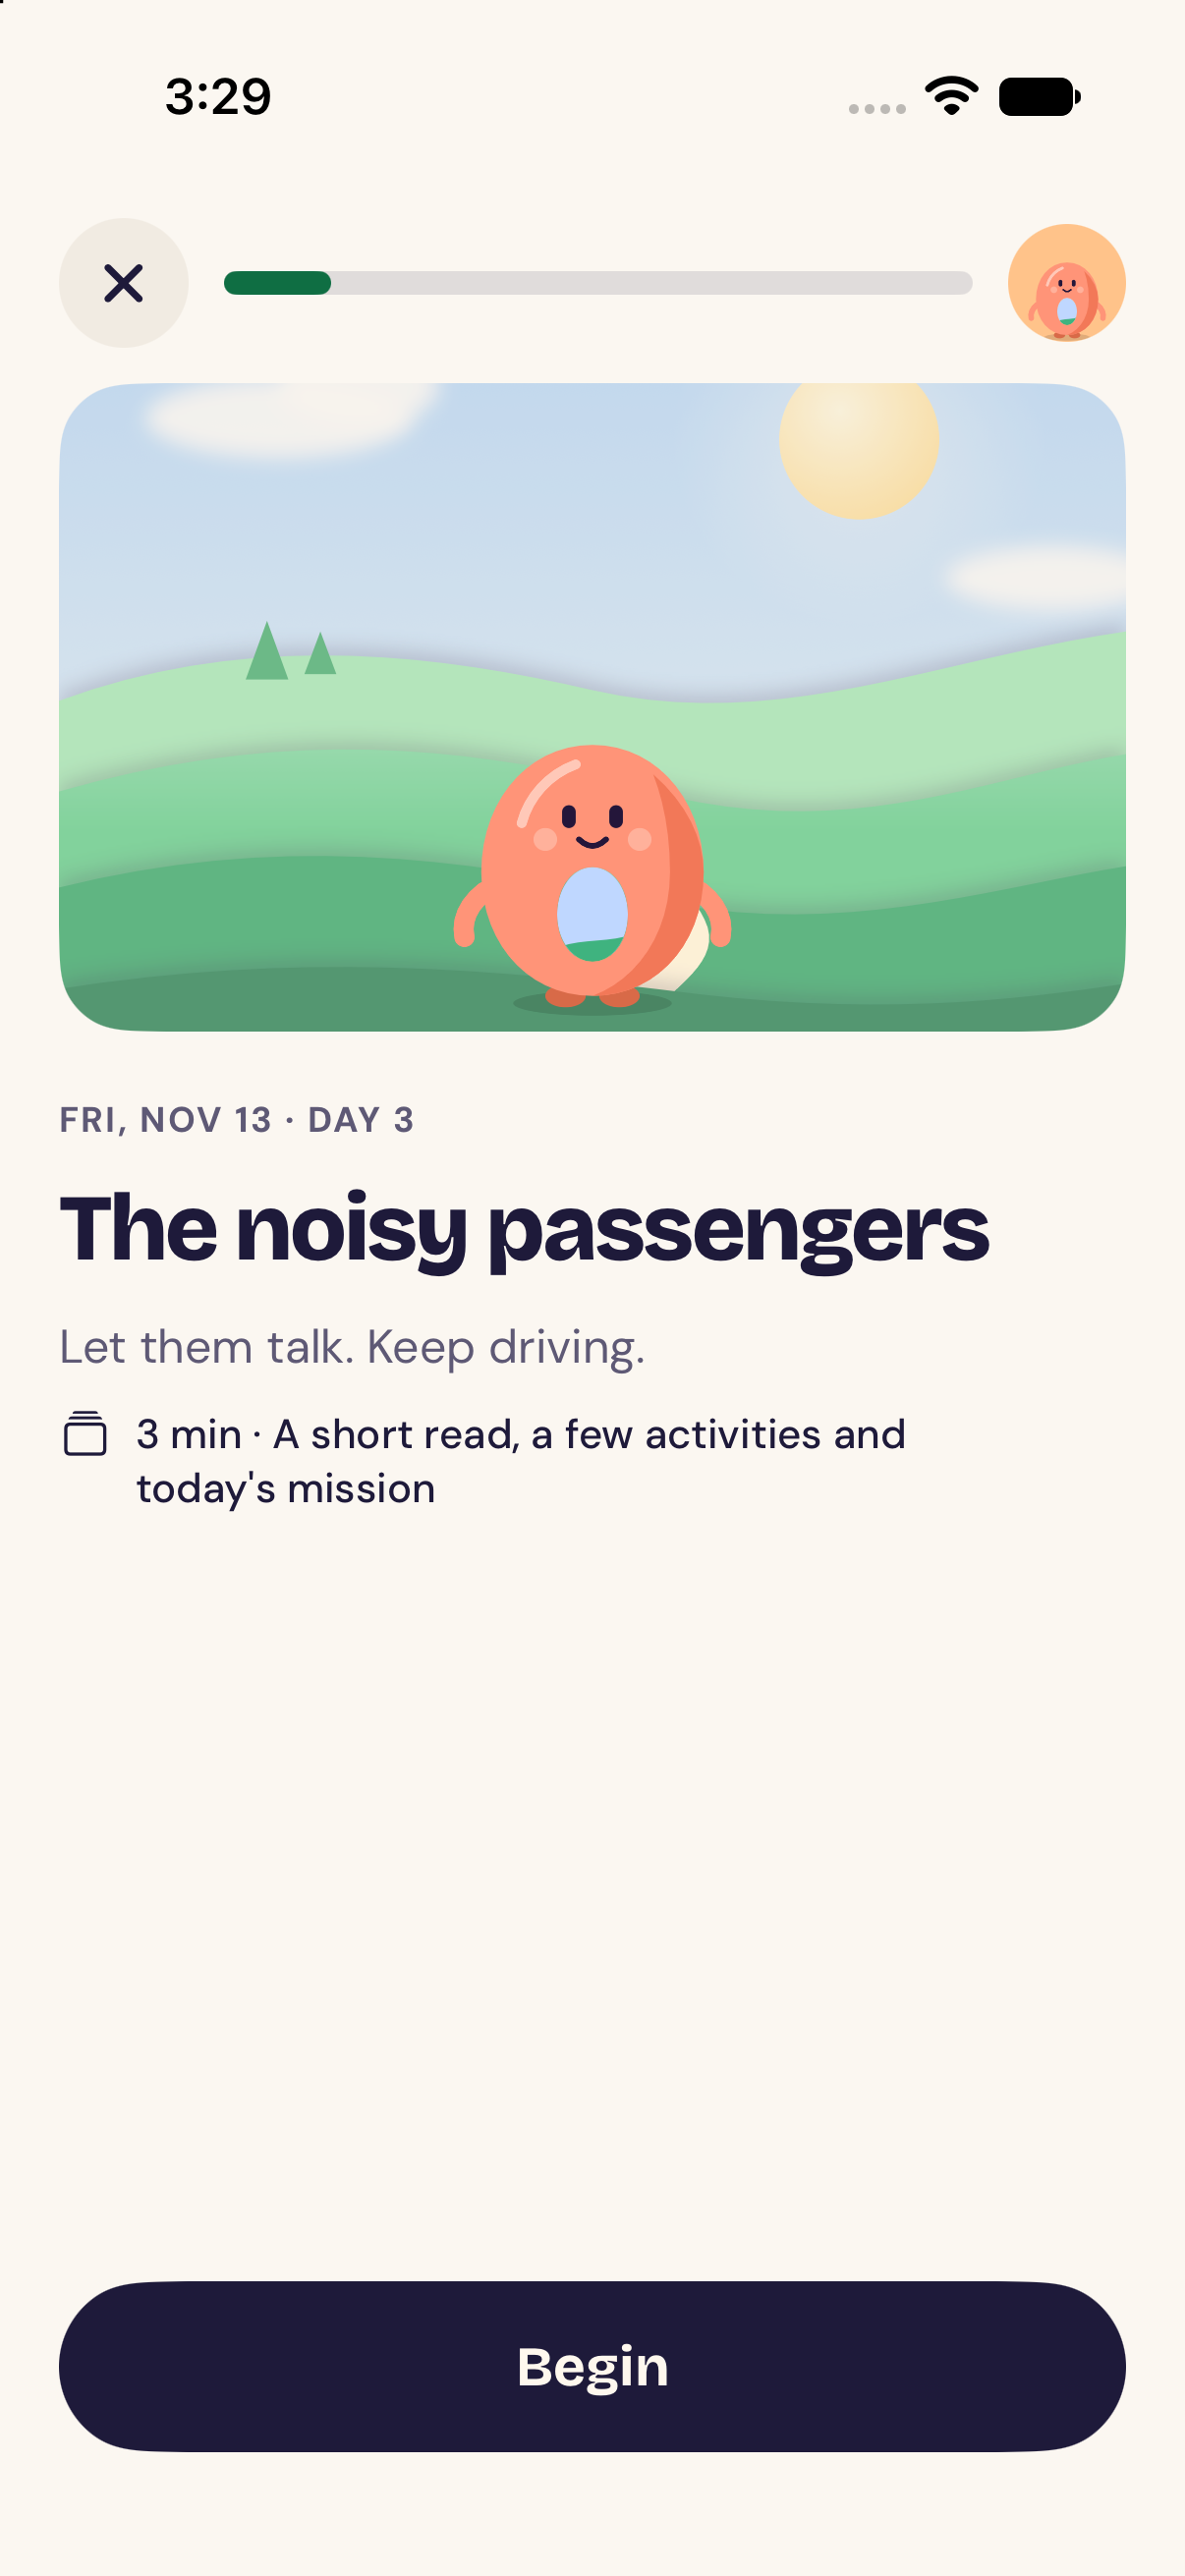 3:29
FRI, NOV 13 · DAY 3
The noisy passengers
Let them talk. Keep driving.
3 min · A short read, a few activities and
today's mission
Begin